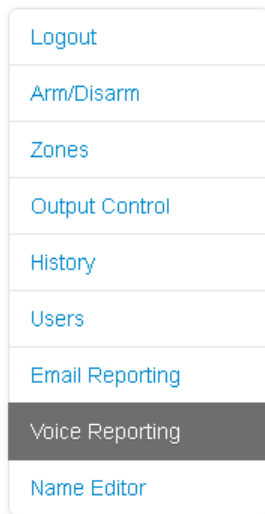 Logout
Arm/Disarm
Zones
Output Control
History
Users
Email Reporting
Voice Reporting
Name Editor